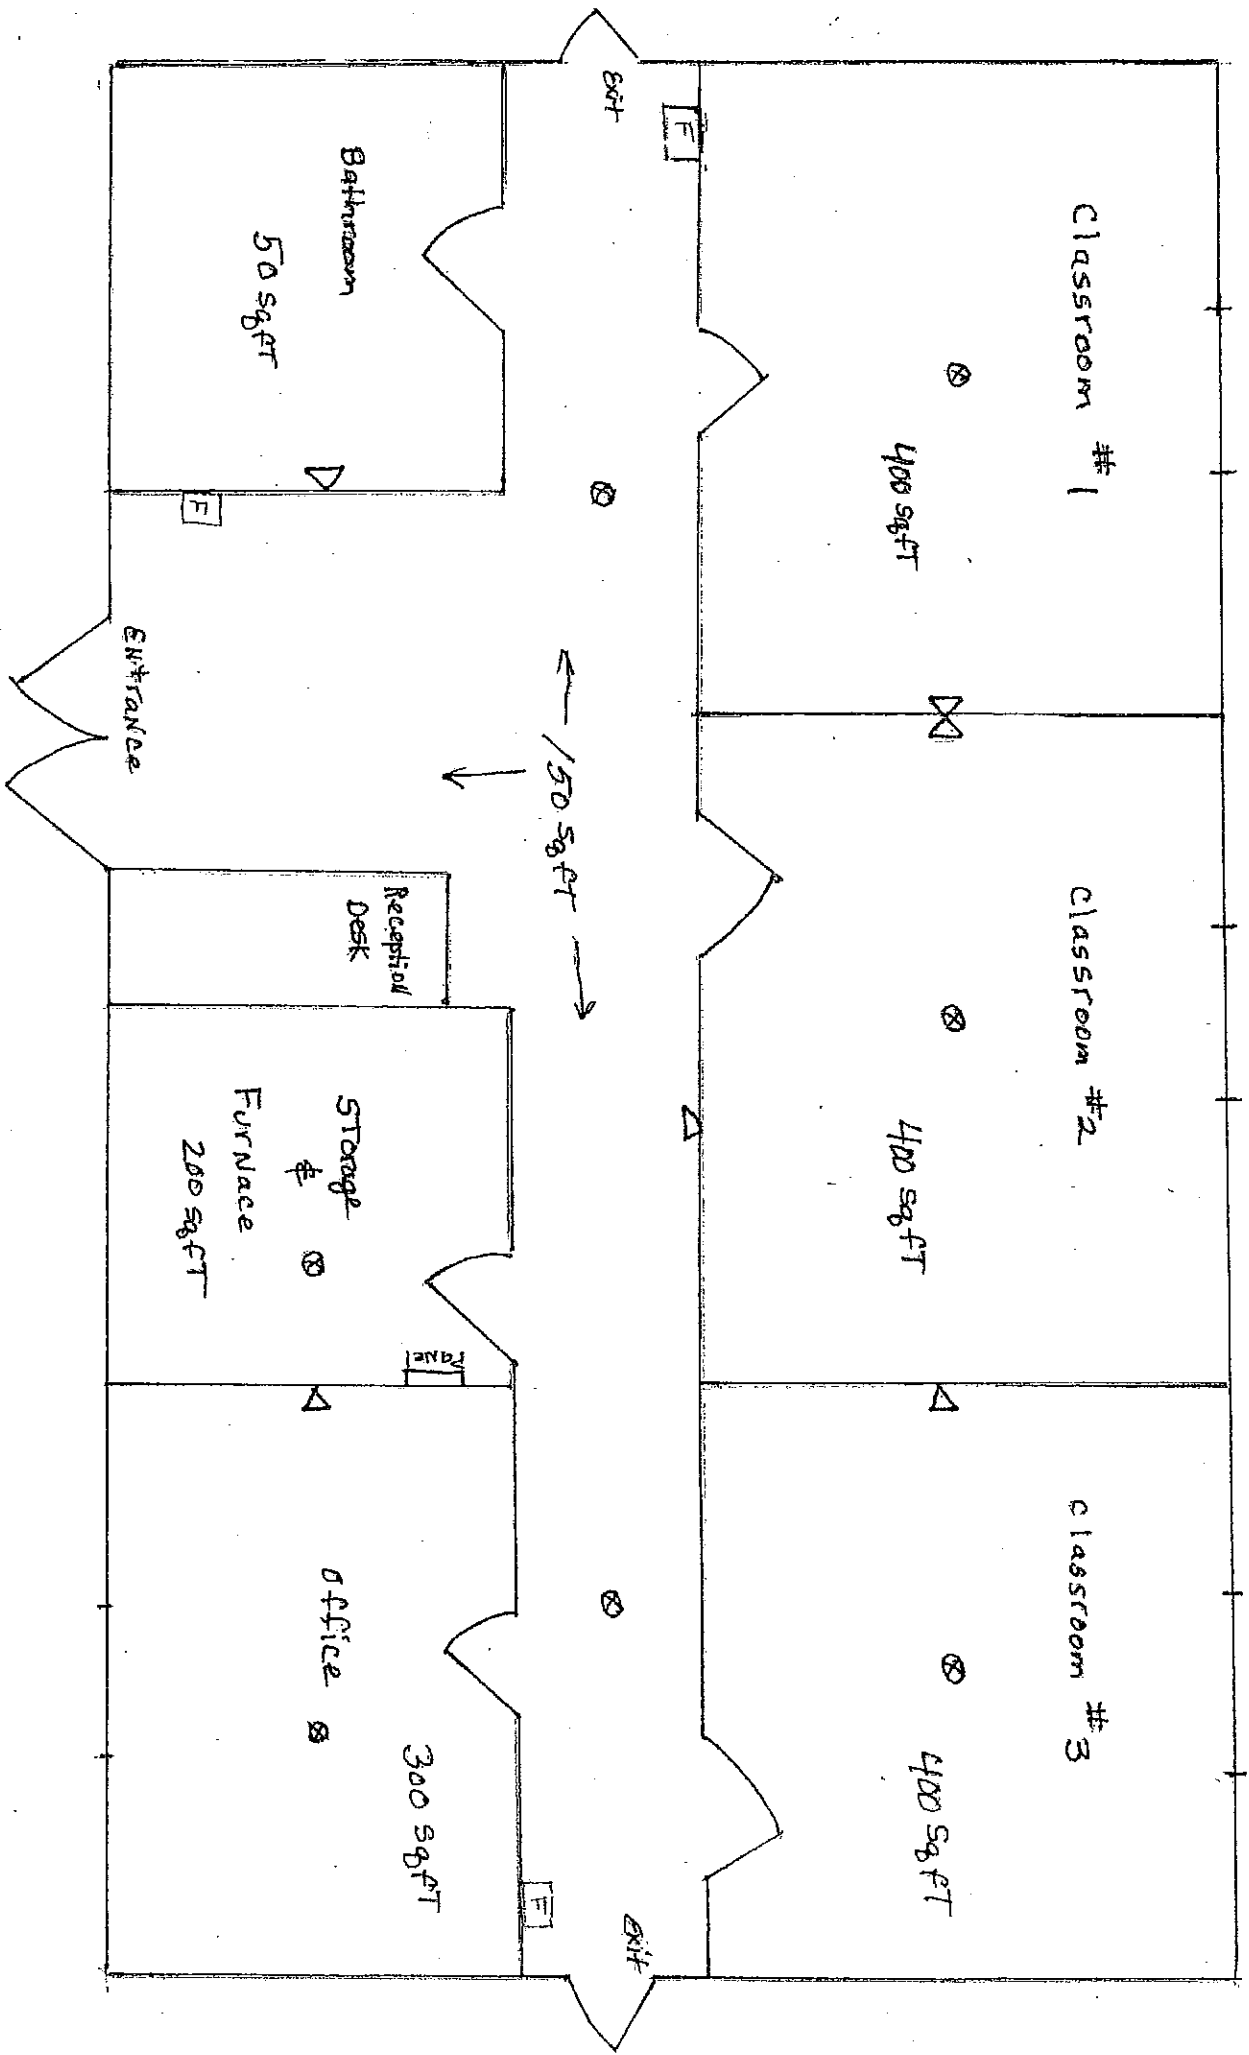 Classroom #1
400 sq fT
Classroom #2
400 sq fT
Classroom #3
400 sq fT
F
Exit
150 sq fT
Exit
F
Bathroom
50 sq fT
F
ENtraNce
ReceptioN
Desk
STorage
&
FurNace
200 sq fT
office
300 sq fT